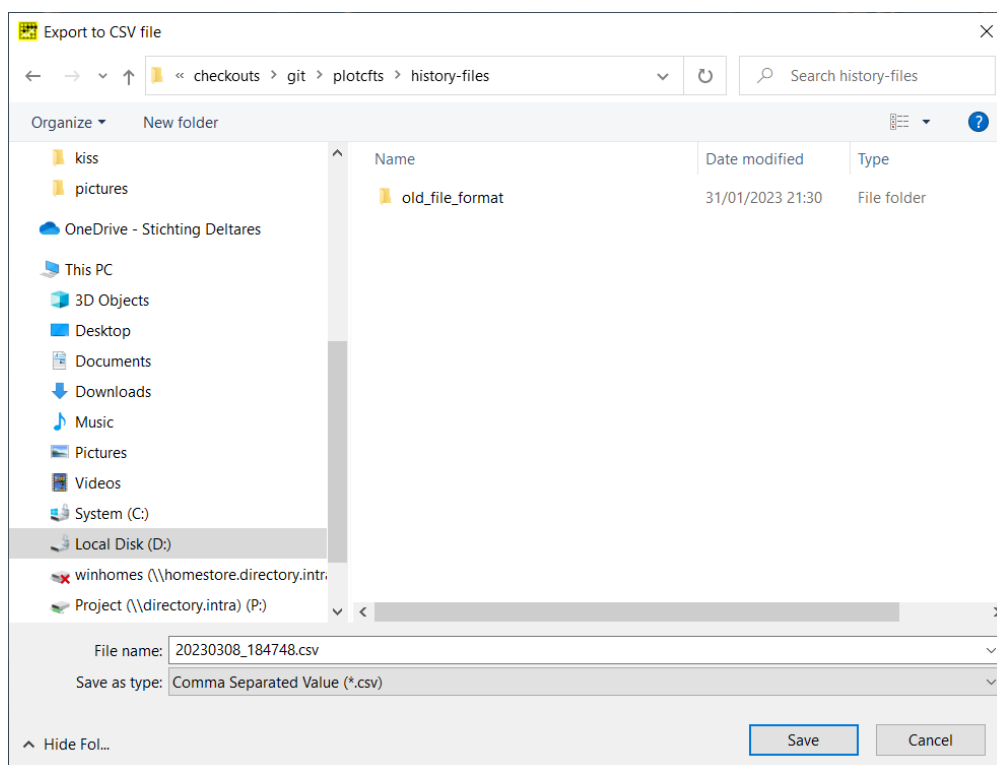 Export to CSV file
« checkouts > git > plotcfts > history-files
Search history-files
Organize
New folder
?
kiss
pictures
OneDrive - Stichting Deltares
This PC
3D Objects
Desktop
Documents
Downloads
Music
Pictures
Videos
System (C:)
Local Disk (D:)
winhomes (\\homestore.directory.intra
Project (\\directory.intra) (P:)
Name Date modified Type
old_file_format 31/01/2023 21:30 File folder
File name: 20230308_184748.csv
Save as type: Comma Separated Value (*.csv)
Hide Fol...
Save
Cancel